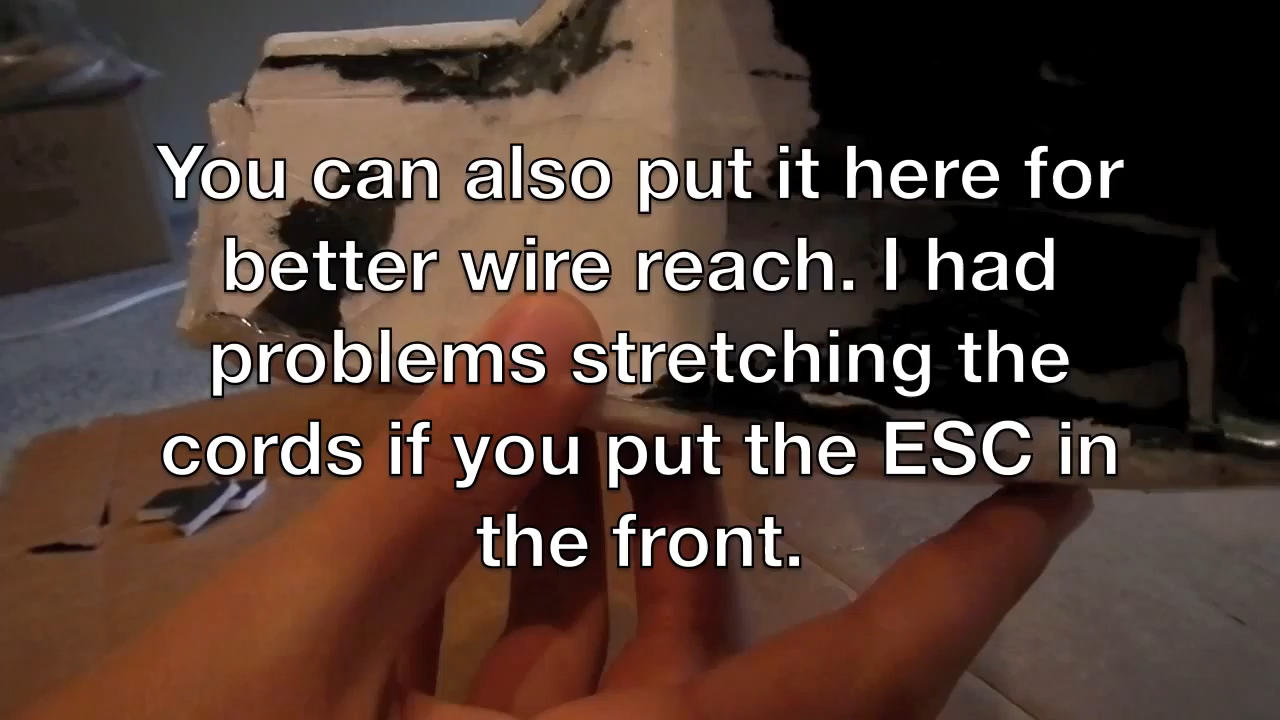 You can also put it here for
better wire reach. I had
problems stretching the
cords if you put the ESC in
the front.